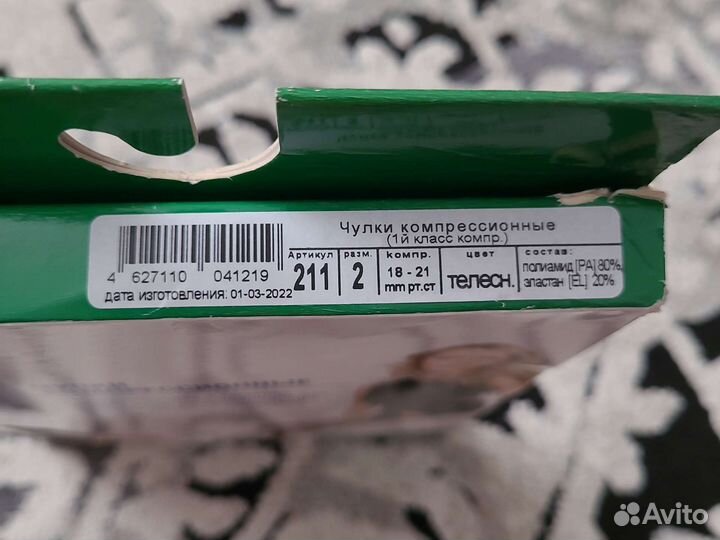 Чулки компрессионные
(1й класс компр.)
4 627110 041219
дата изготовления: 01-03-2022
Артикул
211
разм.
2
компр.
18 - 21
mm рт.ст
цвет
телесн.
состав:
полиамид [PA] 80%,
эластан [EL] 20%
Avito